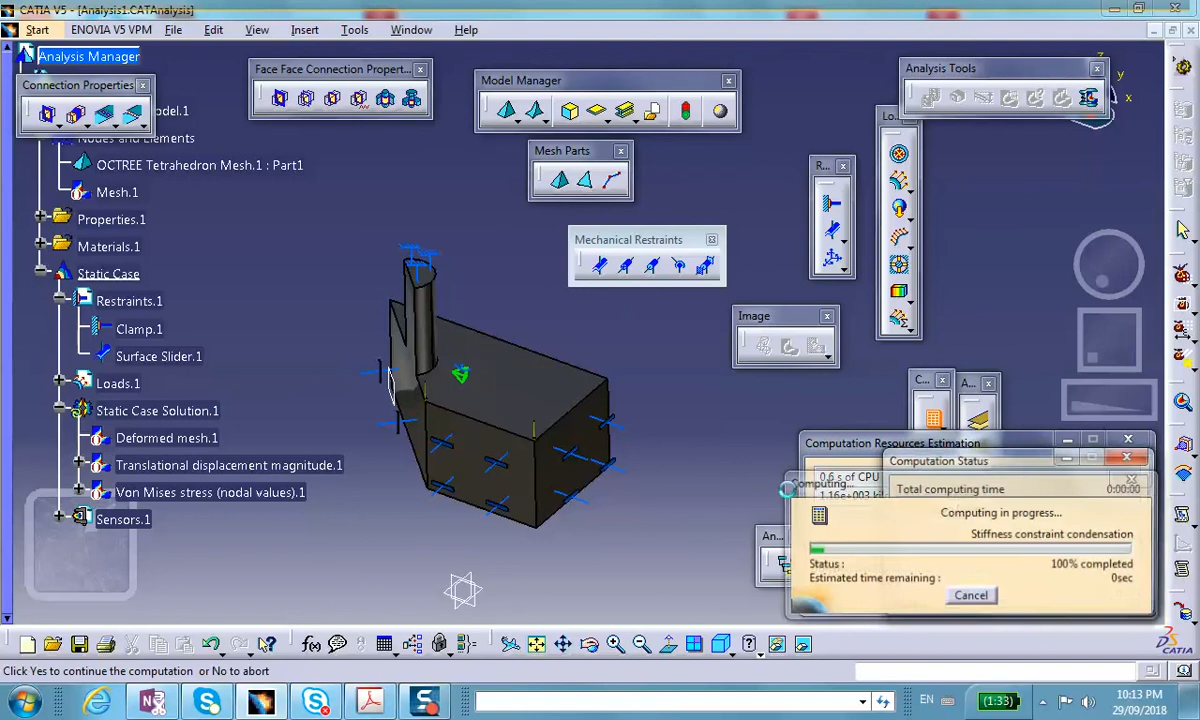 CATIA V5 - [Analysis1.CATAnalysis]
Start ENOVIA V5 VPM File Edit View Insert Tools Window Help
Analysis Manager
Connection Properties
Face Face Connection Propert...
Model Manager
Analysis Tools
Lo...
odel.1
Nodes and Elements
OCTREE Tetrahedron Mesh.1 : Part1
Mesh.1
Properties.1
Materials.1
Static Case
Restraints.1
Clamp.1
Surface Slider.1
Loads.1
Static Case Solution.1
Deformed mesh.1
Translational displacement magnitude.1
Von Mises stress (nodal values).1
Sensors.1
Mesh Parts
R...
Mechanical Restraints
Image
z
y
x
C...
A...
An...
Computation Resources Estimation
0.6 s of CPU
1.16e+003 ki
Computation Status
Total computing time 0:00:00
Computing...
Computing in progress...
Stiffness constraint condensation
Status : 100% completed
Estimated time remaining : 0sec
Cancel
f(x)
CATIA
Click Yes to continue the computation or No to abort
EN (1:33) 10:13 PM
29/09/2018